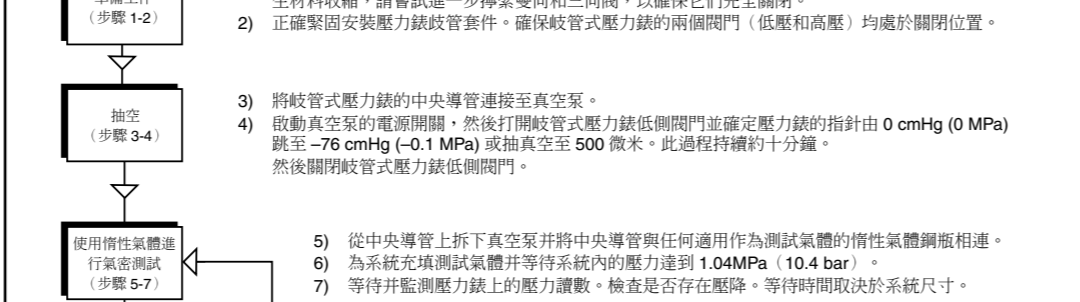 （步驟 1-2）
2) 正確緊固安裝壓力錶歧管套件。確保岐管式壓力錶的兩個閥門（低壓和高壓）均處於關閉位置。
抽空
（步驟 3-4）
3) 將岐管式壓力錶的中央導管連接至真空泵。
4) 啟動真空泵的電源開關，然後打開岐管式壓力錶低側閥門並確定壓力錶的指針由 0 cmHg (0 MPa)
跳至 –76 cmHg (–0.1 MPa) 或抽真空至 500 微米。此過程持續約十分鐘。
然後關閉岐管式壓力錶低側閥門。
使用惰性氣體進
行氣密測試
（步驟 5-7）
5) 從中央導管上拆下真空泵并將中央導管與任何適用作為測試氣體的惰性氣體鋼瓶相連。
6) 為系統充填測試氣體并等待系統內的壓力達到 1.04MPa（10.4 bar）。
7) 等待并監測壓力錶上的壓力讀數。檢查是否存在壓降。等待時間取決於系統尺寸。